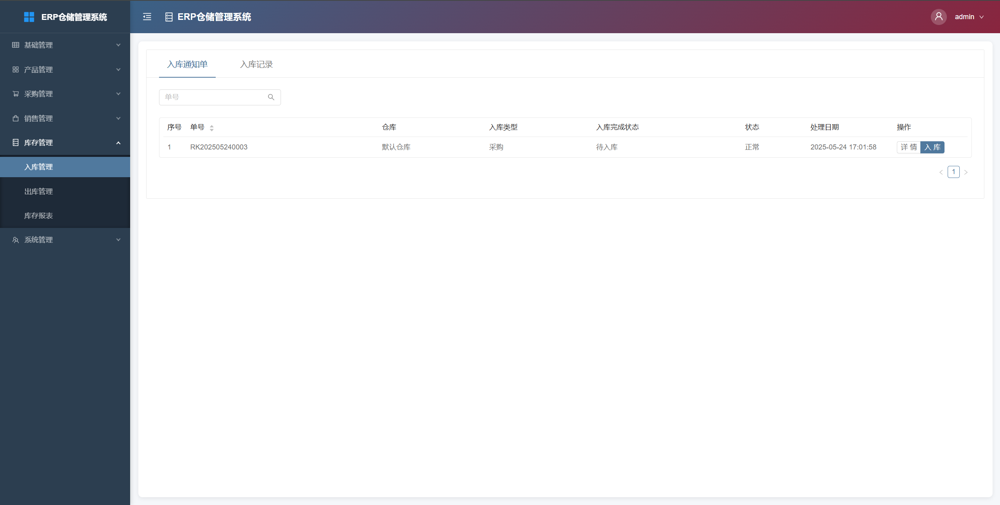 ERP仓储管理系统
ERP仓储管理系统
admin
基础管理
产品管理
采购管理
销售管理
库存管理
入库管理
出库管理
库存报表
系统管理
入库通知单 入库记录
单号
序号 单号 仓库 入库类型 入库完成状态 状态 处理日期 操作
1 RK202505240003 默认仓库 采购 待入库 正常 2025-05-24 17:01:58 详 情 入 库
1